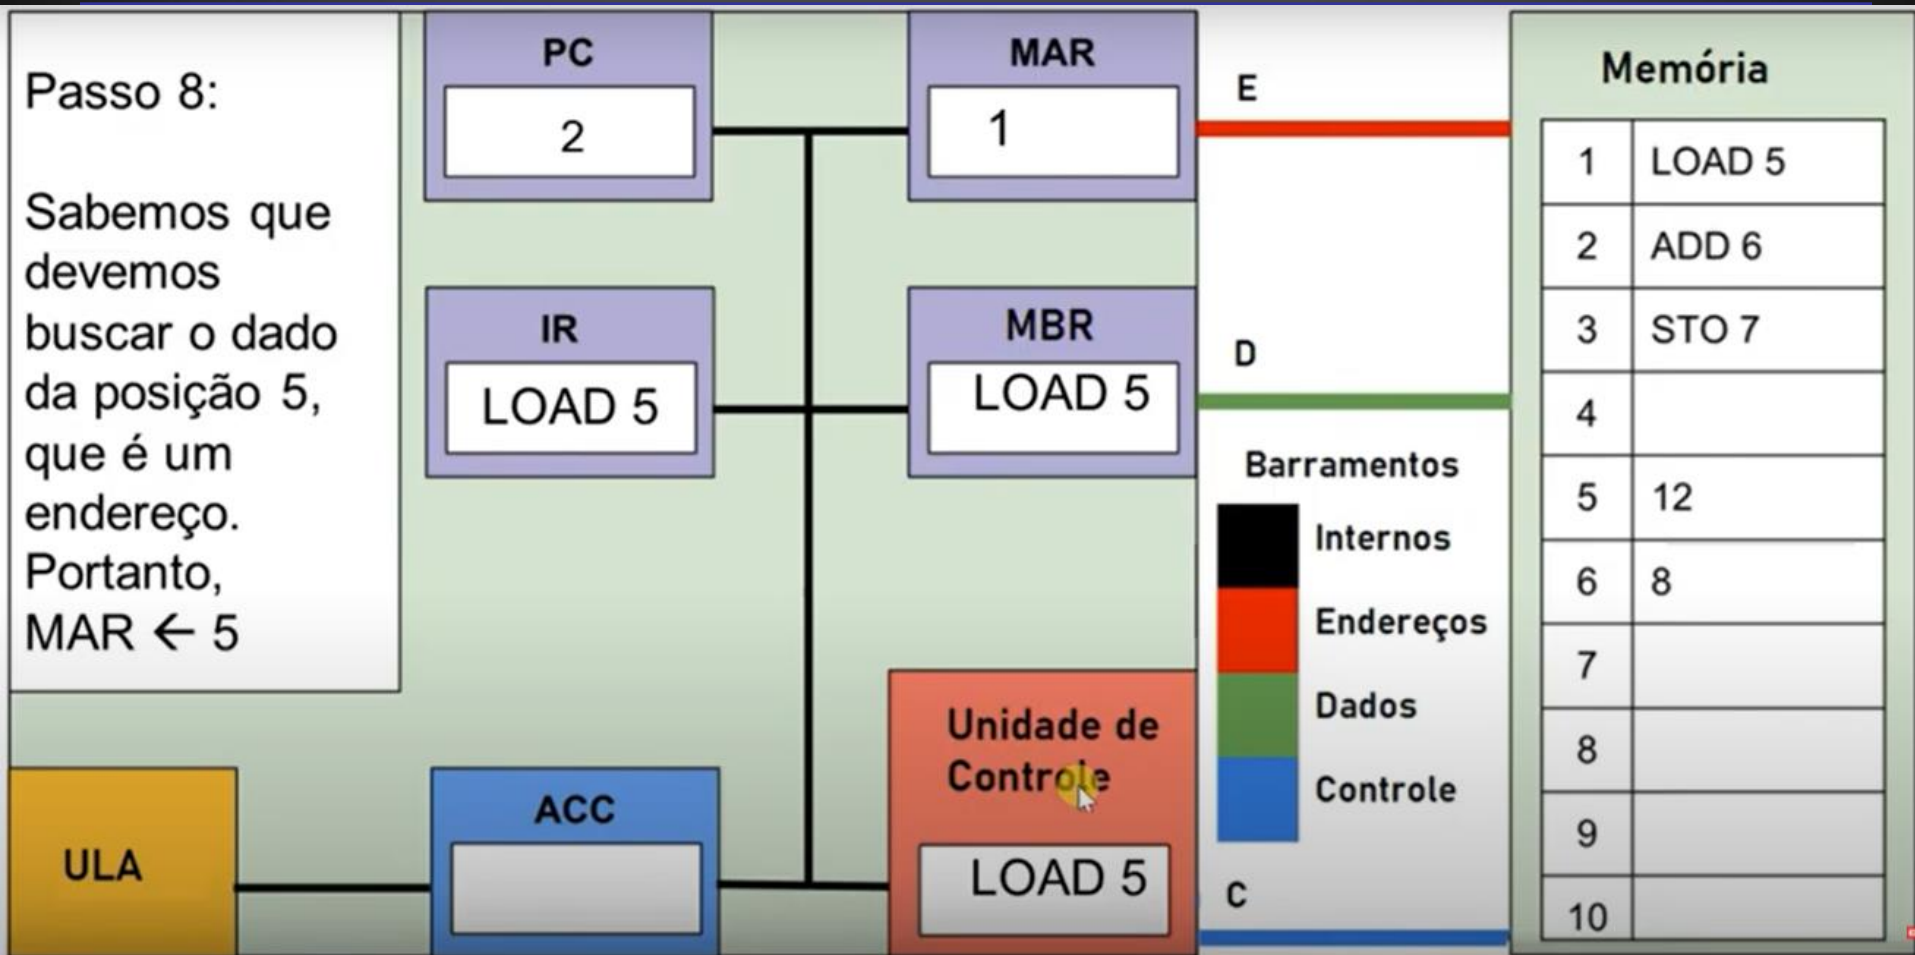 Passo 8:
Sabemos que
devemos
buscar o dado
da posição 5,
que é um
endereço.
Portanto,
MAR ← 5
PC
2
MAR
1
IR
LOAD 5
MBR
LOAD 5
ULA
ACC
Unidade de
Controle
LOAD 5
E
D
Barramentos
Internos
Endereços
Dados
Controle
C
Memória
1 LOAD 5
2 ADD 6
3 STO 7
4
5 12
6 8
7
8
9
10